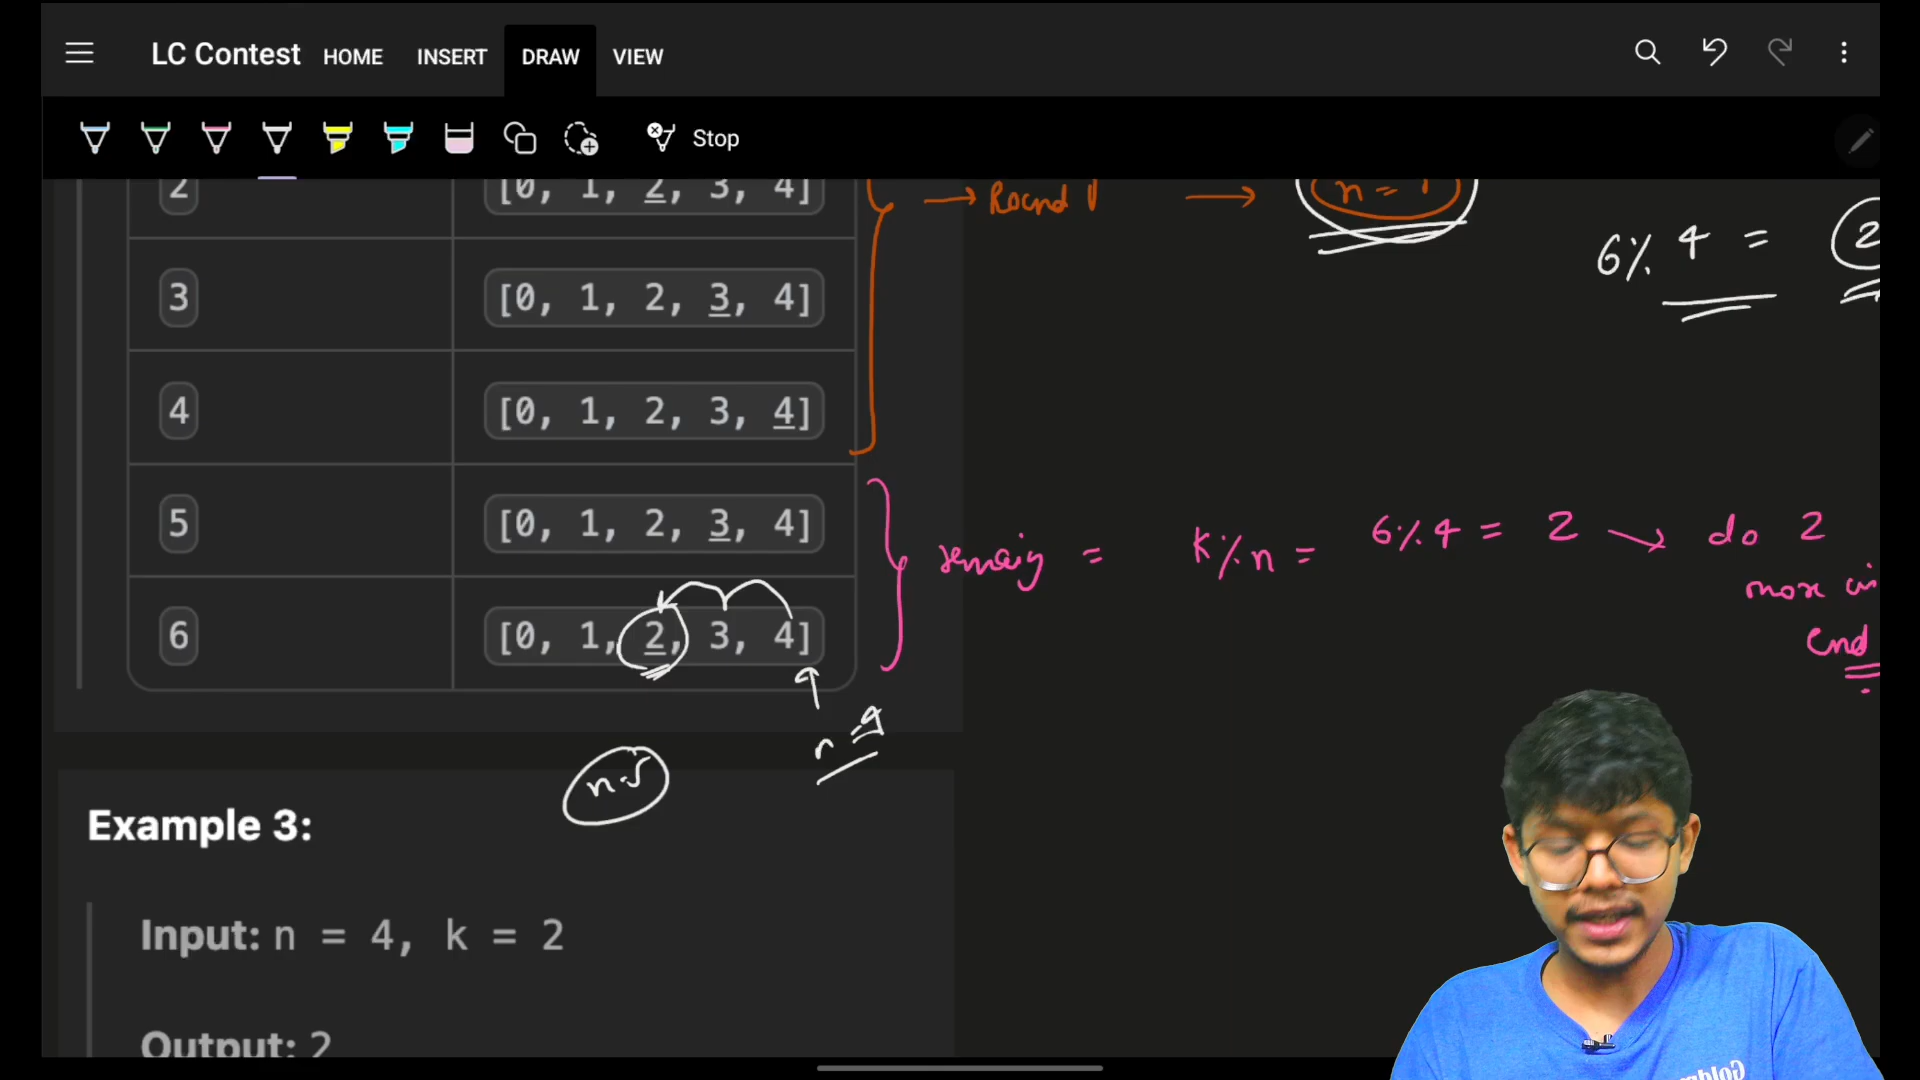 LC Contest HOME INSERT DRAW VIEW
Stop
2 [0, 1, 2, 3, 4] → Round n =
6% 4 = 2
3 [0, 1, 2, 3, 4]
4 [0, 1, 2, 3, 4]
5 [0, 1, 2, 3, 4] K%n = 6%4 = 2 → do 2
more
6 [0, 1, 2, 3, 4] end
n=5
Example 3:
Input: n = 4, k = 2
Output: 2